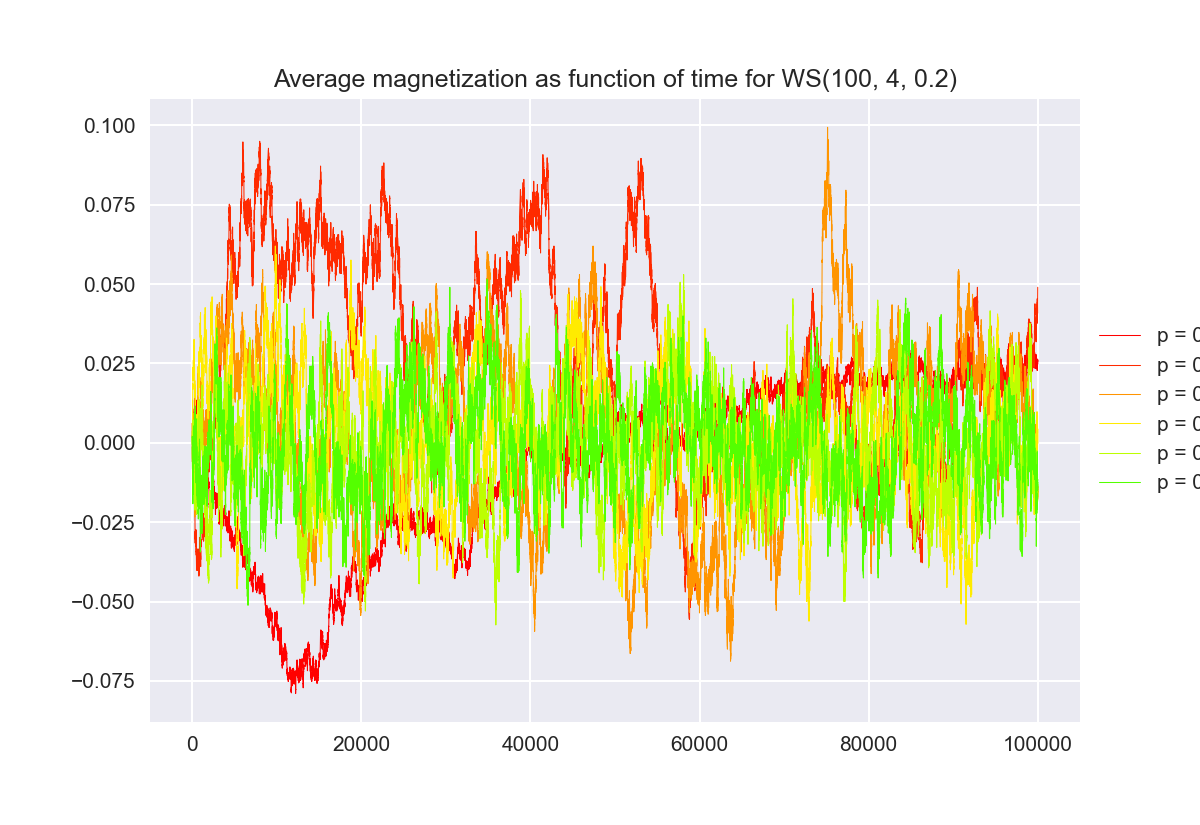 Average magnetization as function of time for WS(100, 4, 0.2)
0.100
0.075
0.050
0.025
0.000
−0.025
−0.050
−0.075
0
20000
40000
60000
80000
100000
p = 0
p = 0
p = 0
p = 0
p = 0
p = 0